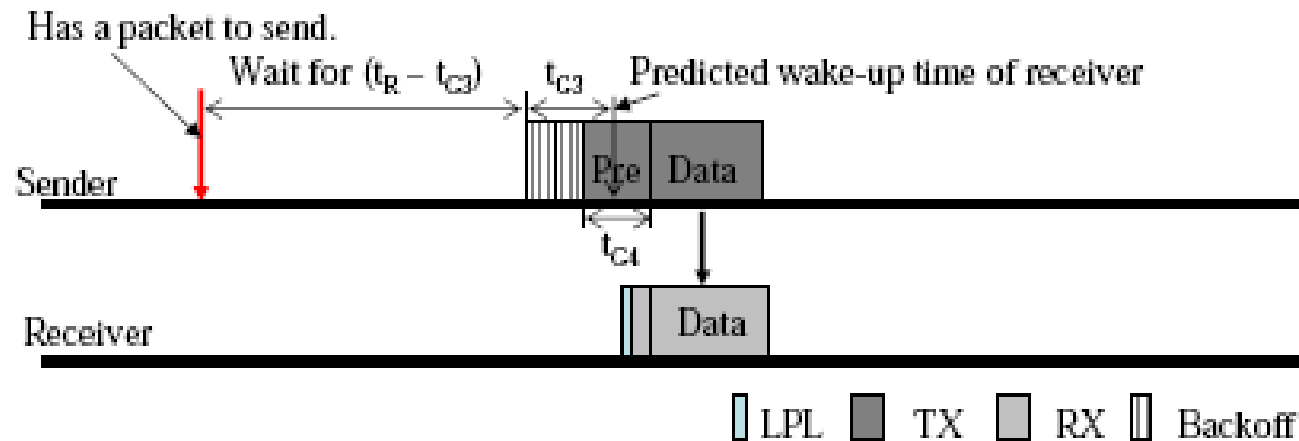 Has a packet to send.
Wait for (tR – tC3)
tC3
Predicted wake-up time of receiver
Sender
Pre
Data
tC4
Receiver
Data
LPL
TX
RX
Backoff